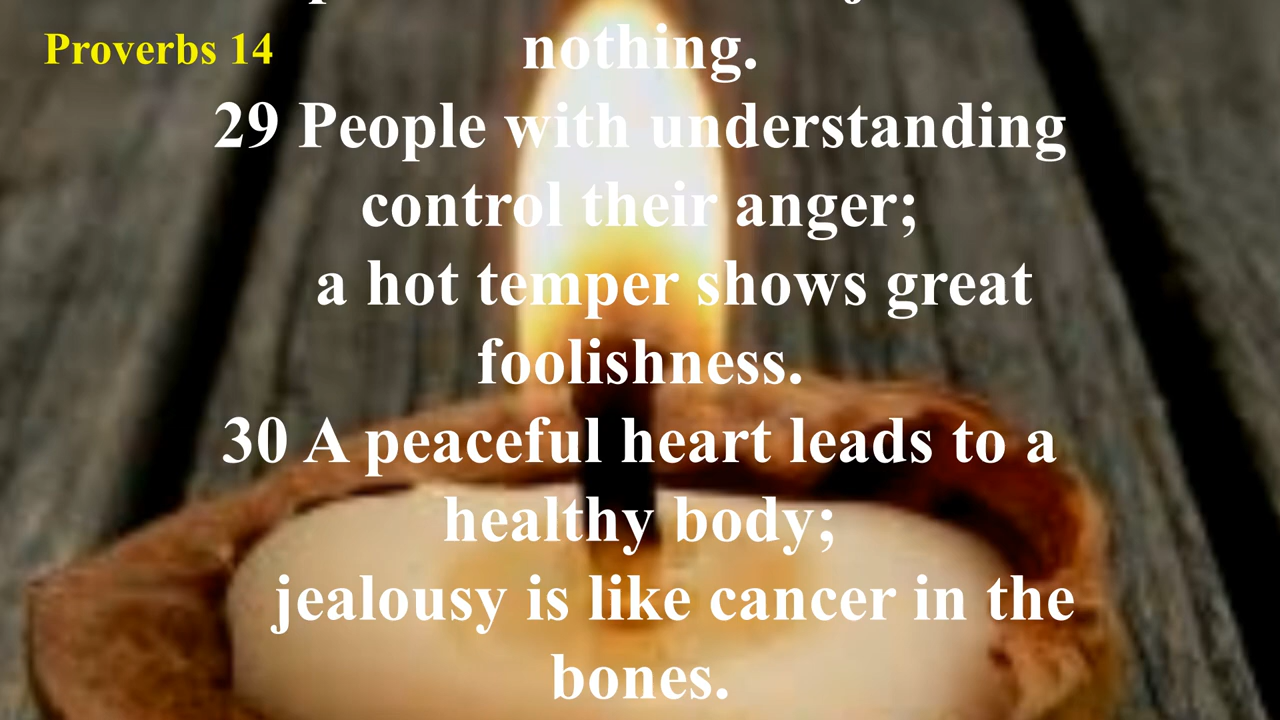 Proverbs 14
nothing.
29 People with understanding
control their anger;
a hot temper shows great
foolishness.
30 A peaceful heart leads to a
healthy body;
jealousy is like cancer in the
bones.